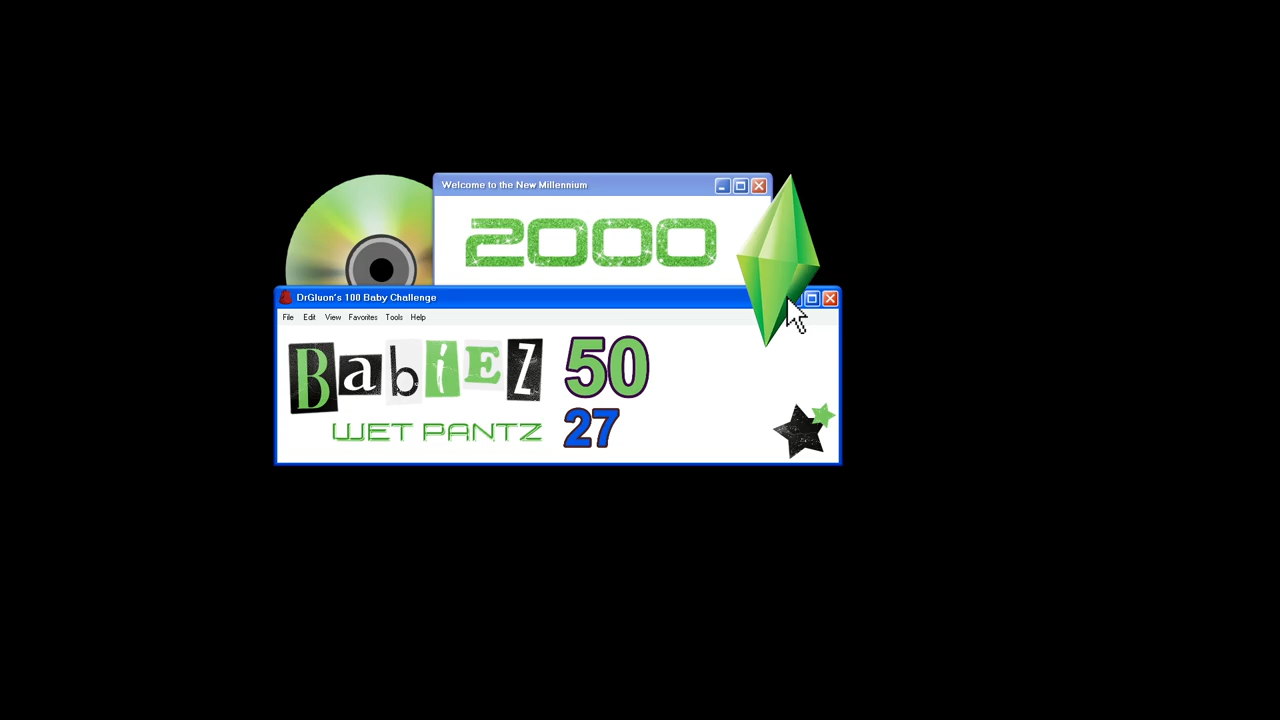 Welcome to the New Millennium
2000
DrGluon's 100 Baby Challenge
File Edit View Favorites Tools Help
BabiEZ 50
WET PANTZ 27